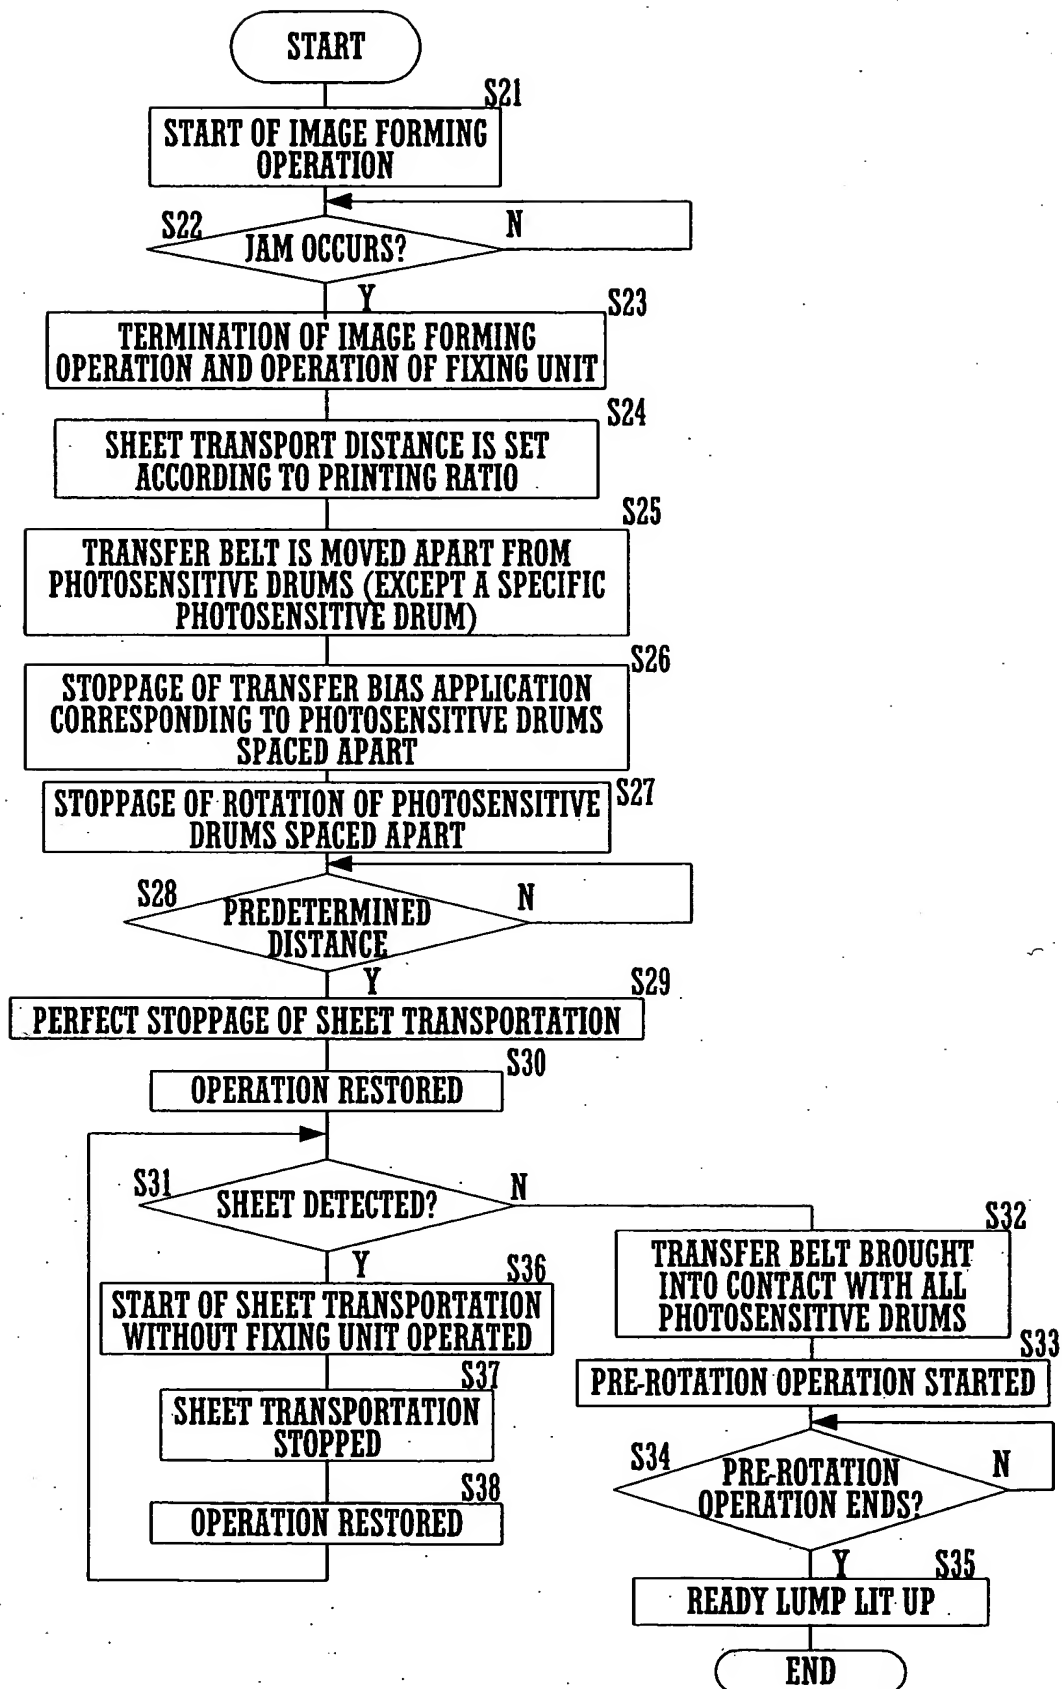 START
S21
START OF IMAGE FORMING
OPERATION
S22
JAM OCCURS?
N
Y
S23
TERMINATION OF IMAGE FORMING
OPERATION AND OPERATION OF FIXING UNIT
S24
SHEET TRANSPORT DISTANCE IS SET
ACCORDING TO PRINTING RATIO
S25
TRANSFER BELT IS MOVED APART FROM
PHOTOSENSITIVE DRUMS (EXCEPT A SPECIFIC
PHOTOSENSITIVE DRUM)
S26
STOPPAGE OF TRANSFER BIAS APPLICATION
CORRESPONDING TO PHOTOSENSITIVE DRUMS
SPACED APART
S27
STOPPAGE OF ROTATION OF PHOTOSENSITIVE
DRUMS SPACED APART
S28
PREDETERMINED
DISTANCE
N
Y
S29
PERFECT STOPPAGE OF SHEET TRANSPORTATION
S30
OPERATION RESTORED
S31
SHEET DETECTED?
N
Y
S36
START OF SHEET TRANSPORTATION
WITHOUT FIXING UNIT OPERATED
S37
SHEET TRANSPORTATION
STOPPED
S38
OPERATION RESTORED
S32
TRANSFER BELT BROUGHT
INTO CONTACT WITH ALL
PHOTOSENSITIVE DRUMS
S33
PRE-ROTATION OPERATION STARTED
S34
PRE-ROTATION
OPERATION ENDS?
N
Y
S35
READY LUMP LIT UP
END